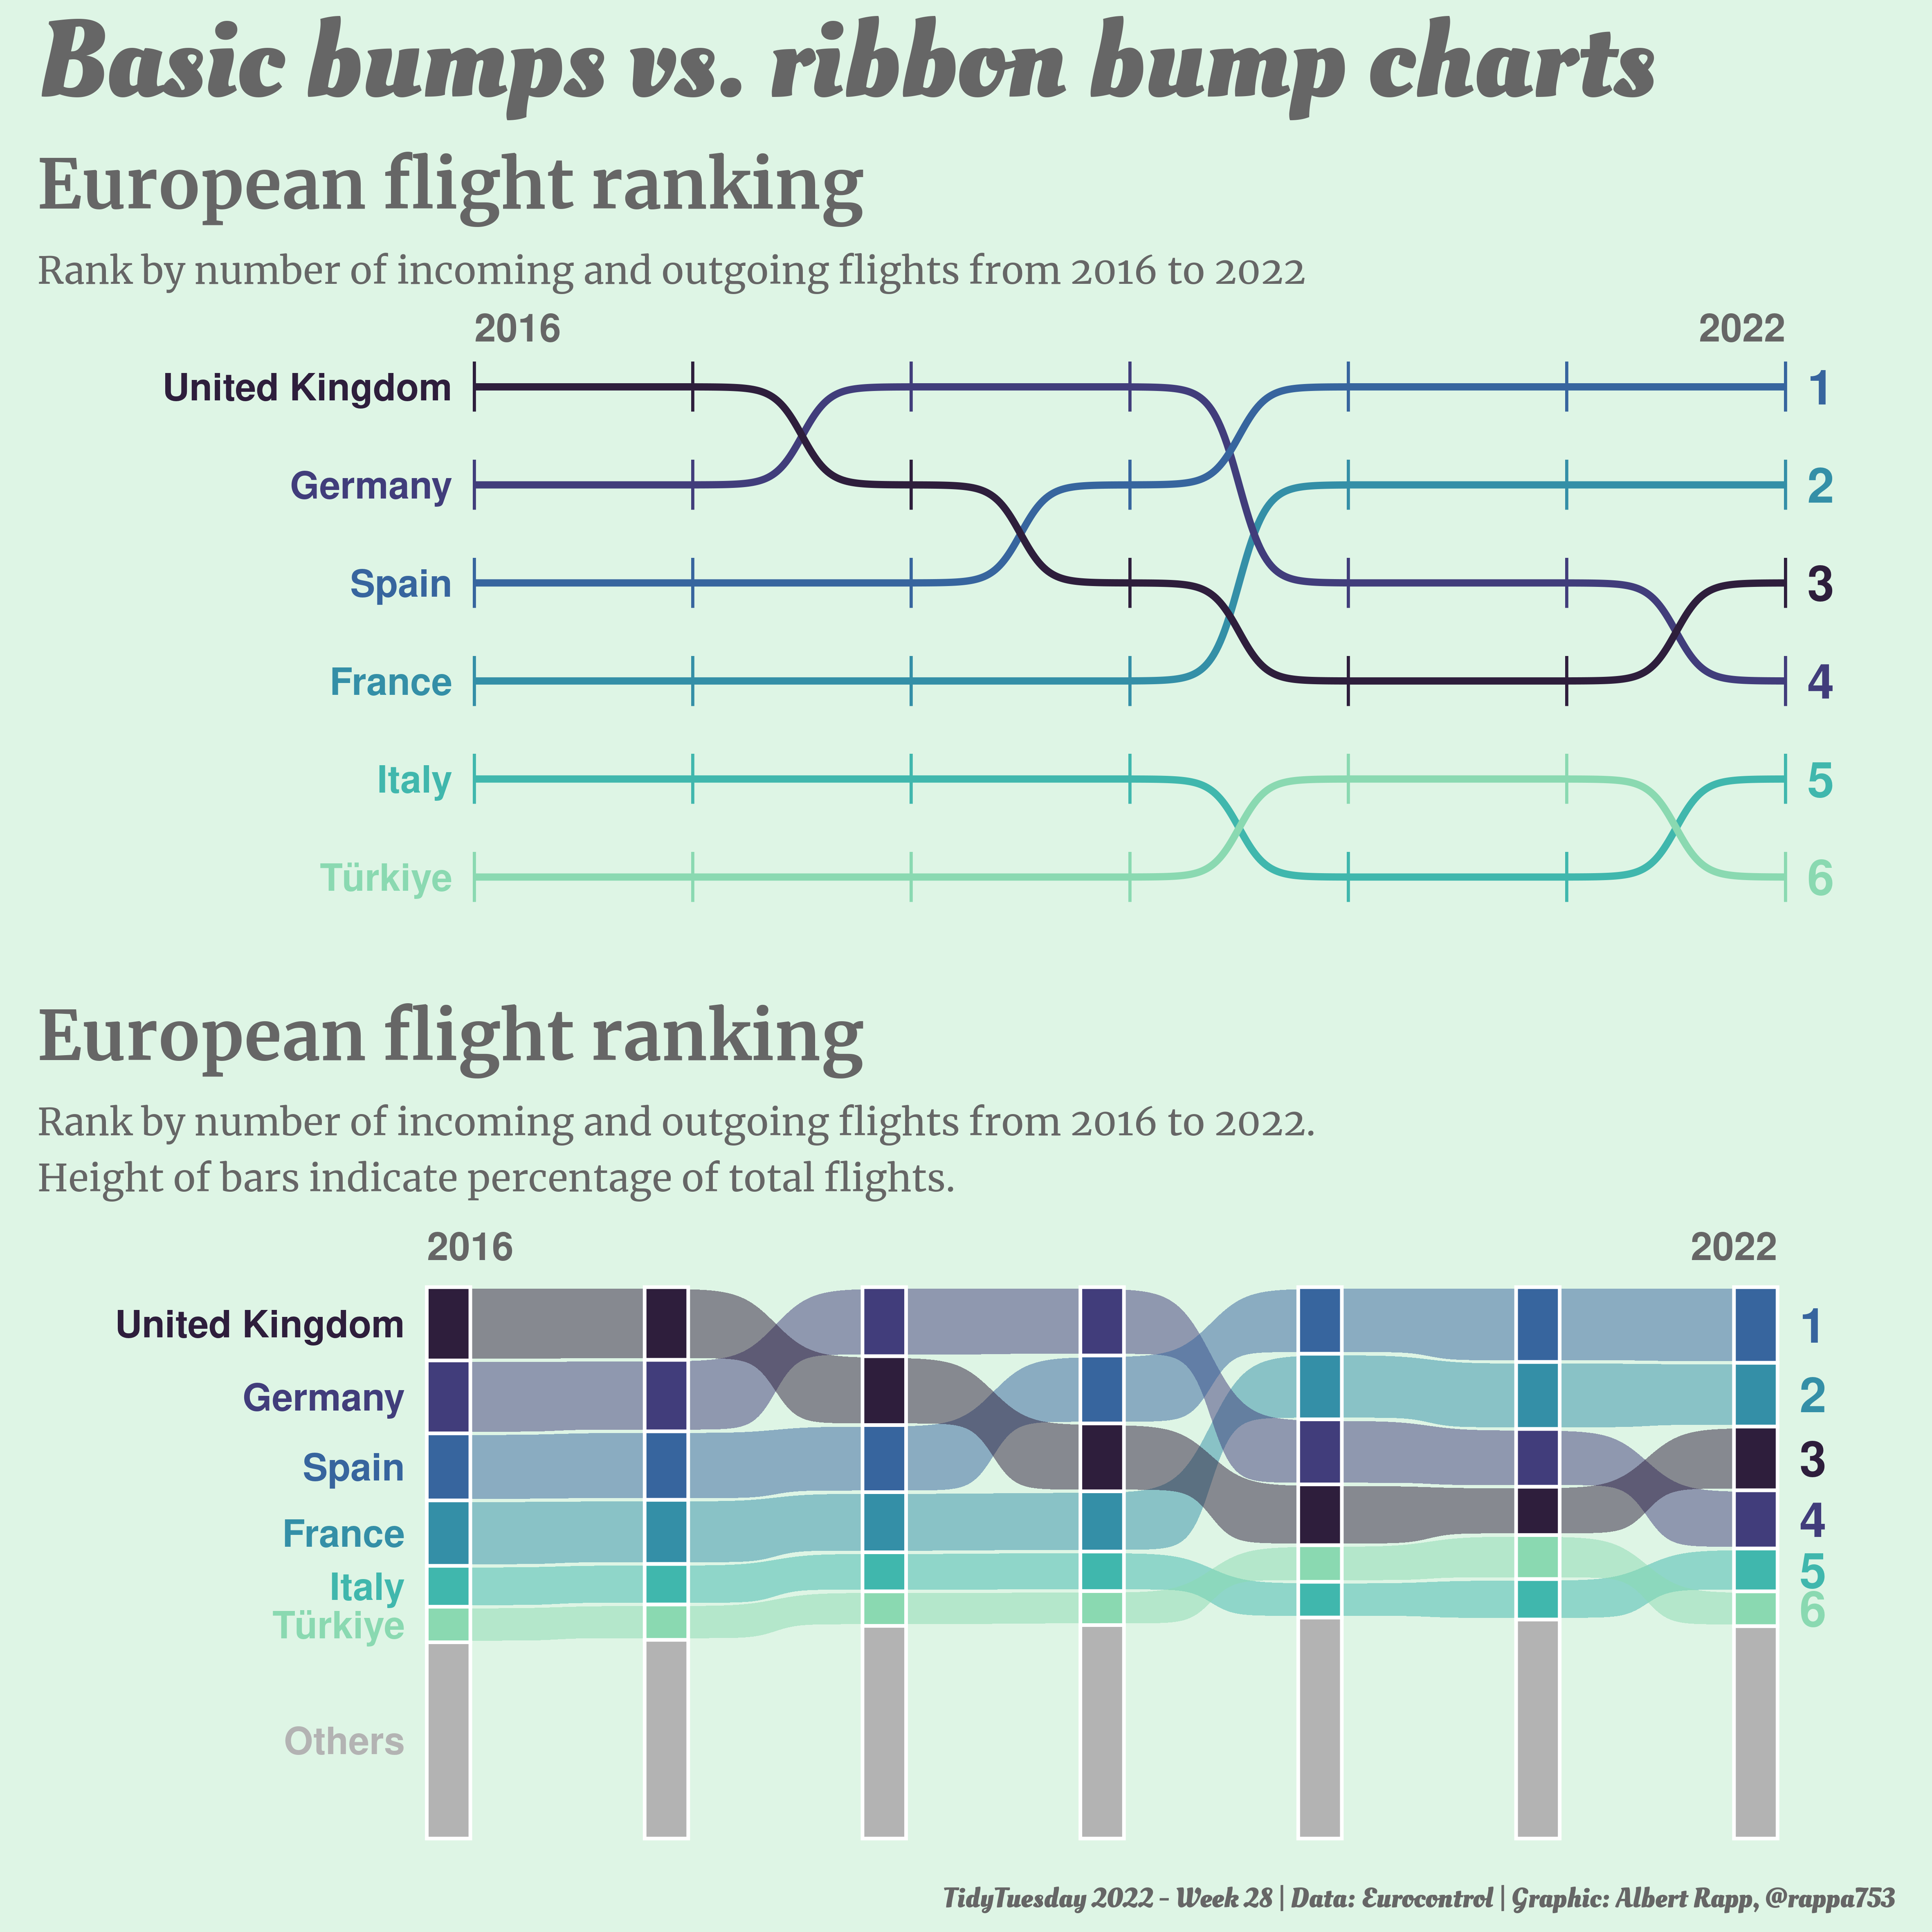 Basic bumps vs. ribbon bump charts
European flight ranking
Rank by number of incoming and outgoing flights from 2016 to 2022
2016 2022
United Kingdom 1
Germany 2
Spain 3
France 4
Italy 5
Türkiye 6
European flight ranking
Rank by number of incoming and outgoing flights from 2016 to 2022.
Height of bars indicate percentage of total flights.
2016 2022
United Kingdom 1
Germany 2
Spain 3
France 4
Italy 5
Türkiye 6
Others
TidyTuesday 2022 - Week 28 | Data: Eurocontrol | Graphic: Albert Rapp, @rappa753